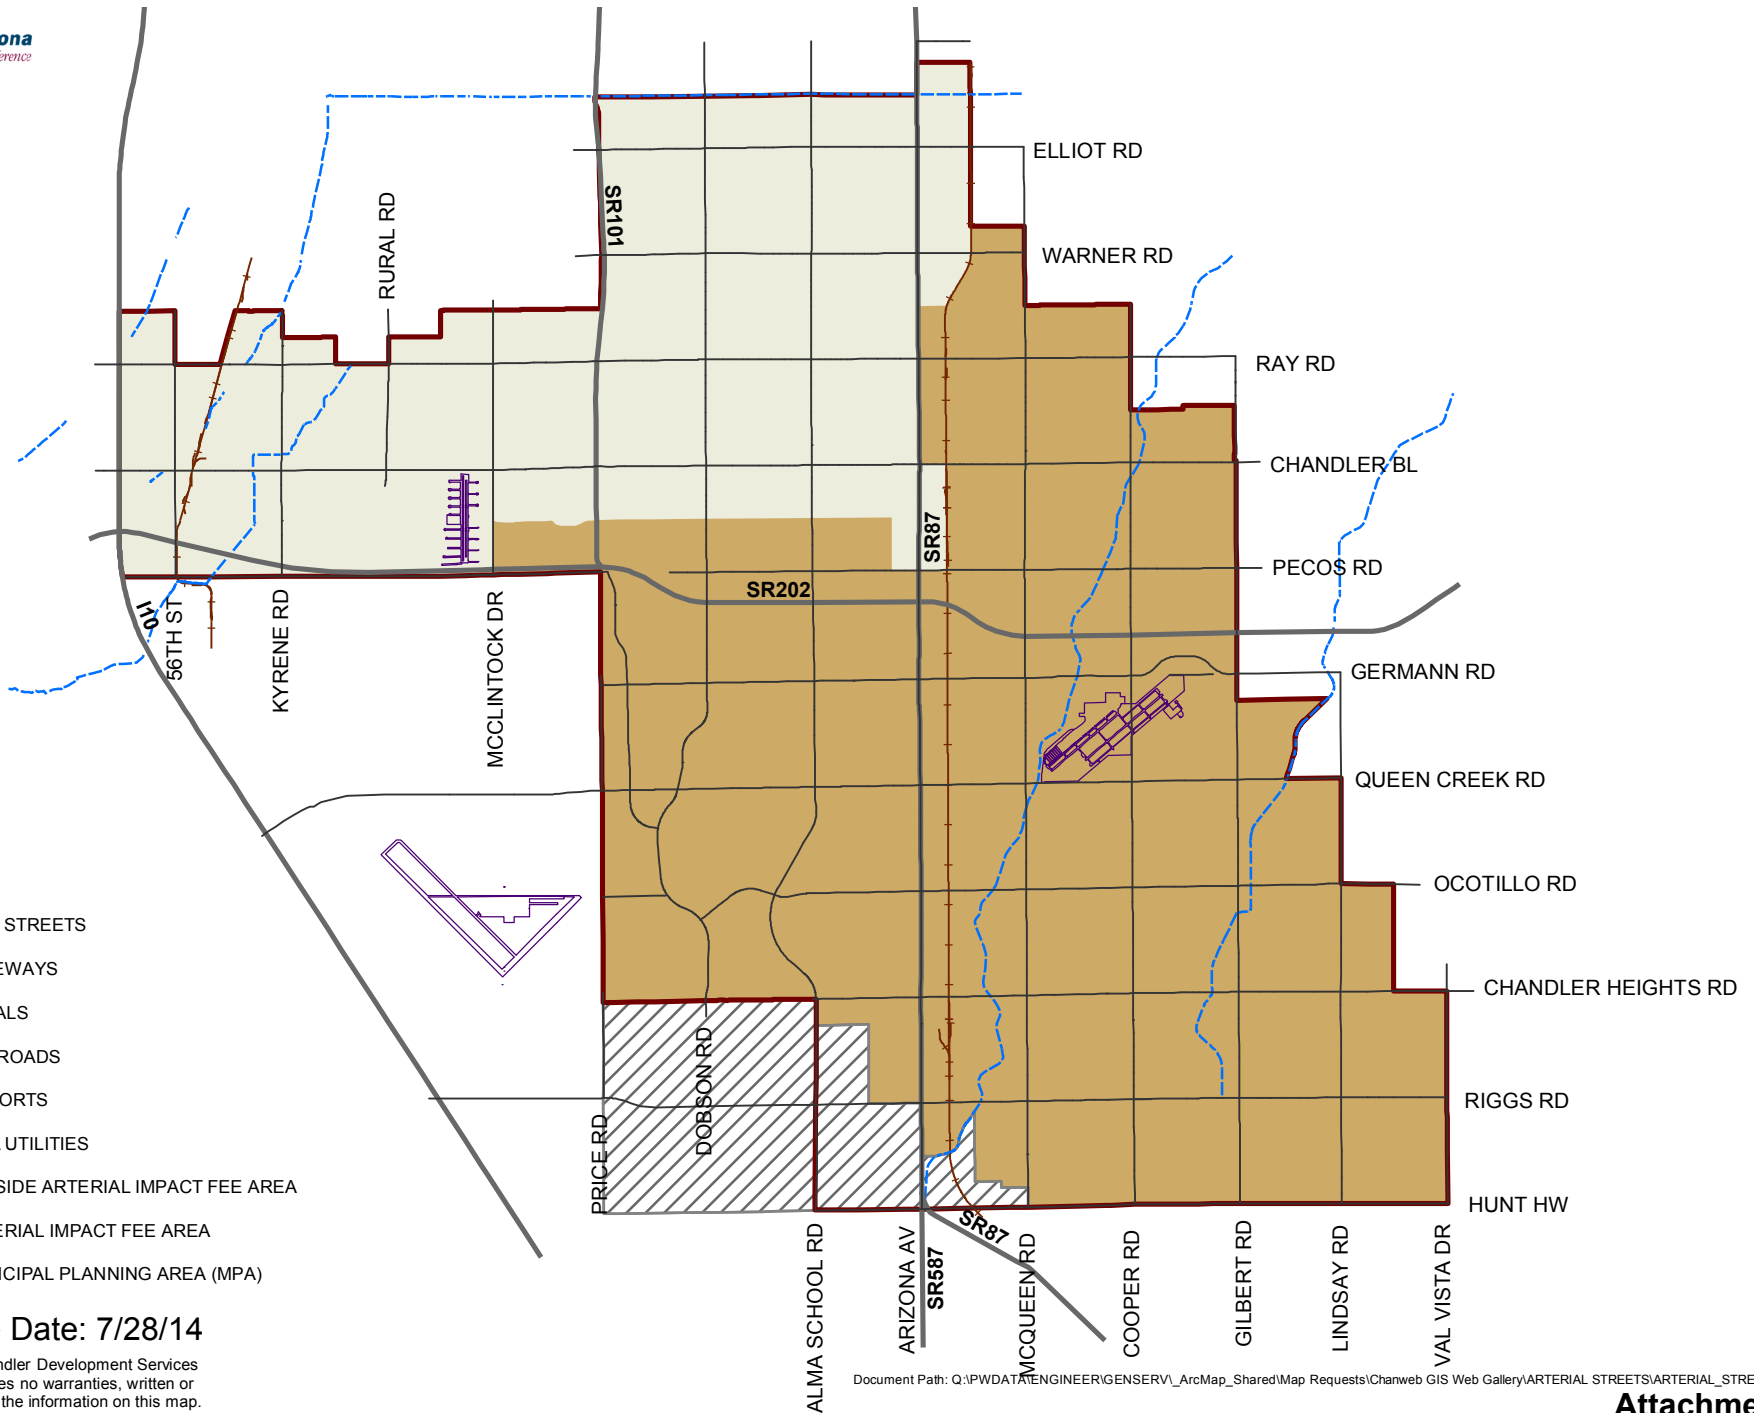 ona
erence
ELLIOT RD
SR101
WARNER RD
RURAL RD
RAY RD
CHANDLER BL
SR87
PECOS RD
SR202
I10
56TH ST
KYRENE RD
MCCLINTOCK DR
GERMANN RD
QUEEN CREEK RD
OCOTILLO RD
STREETS
EWAYS
CHANDLER HEIGHTS RD
ALS
ROADS
DOBSON RD
ORTS
RIGGS RD
PRICE RD
UTILITIES
SIDE ARTERIAL IMPACT FEE AREA
HUNT HW
ERIAL IMPACT FEE AREA
SR87
ICIPAL PLANNING AREA (MPA)
ALMA SCHOOL RD
ARIZONA AV
SR587
MCQUEEN RD
COOPER RD
GILBERT RD
LINDSAY RD
VAL VISTA DR
Date: 7/28/14
ndler Development Services
es no warranties, written or
the information on this map.
Document Path: Q:\PWDATA\ENGINEER\GENSERV\_ArcMap_Shared\Map Requests\Chanweb GIS Web Gallery\ARTERIAL STREETS\ARTERIAL_STRE
Attachme